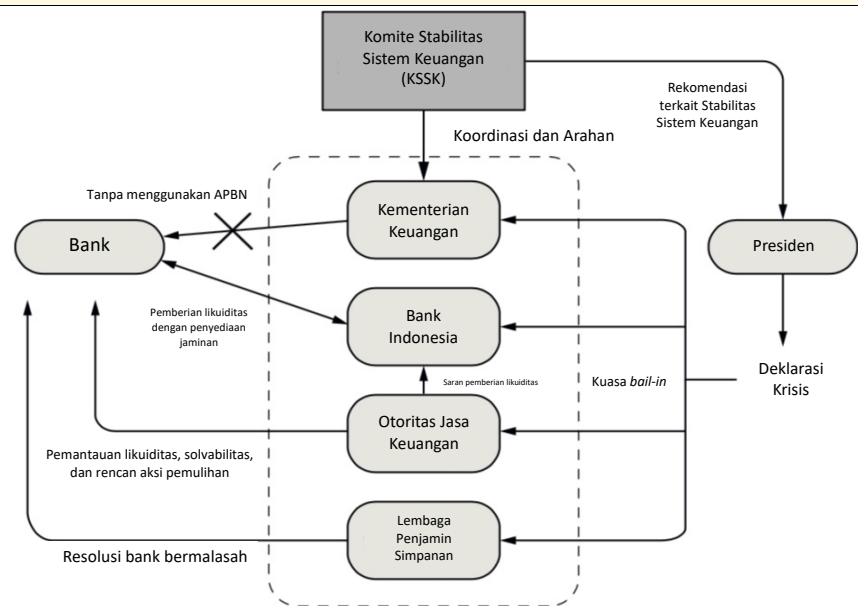 Komite Stabilitas
Sistem Keuangan
(KSSK)
Rekomendasi
terkait Stabilitas
Sistem Keuangan
Koordinasi dan Arahan
Tanpa menggunakan APBN
Kementerian
Keuangan
Bank
Presiden
Pemberian likuiditas
dengan penyediaan
jaminan
Bank
Indonesia
Saran pemberian likuiditas
Kuasa bail-in
Deklarasi
Krisis
Otoritas Jasa
Keuangan
Pemantauan likuiditas, solvabilitas,
dan rencan aksi pemulihan
Lembaga
Penjamin
Simpanan
Resolusi bank bermalasah